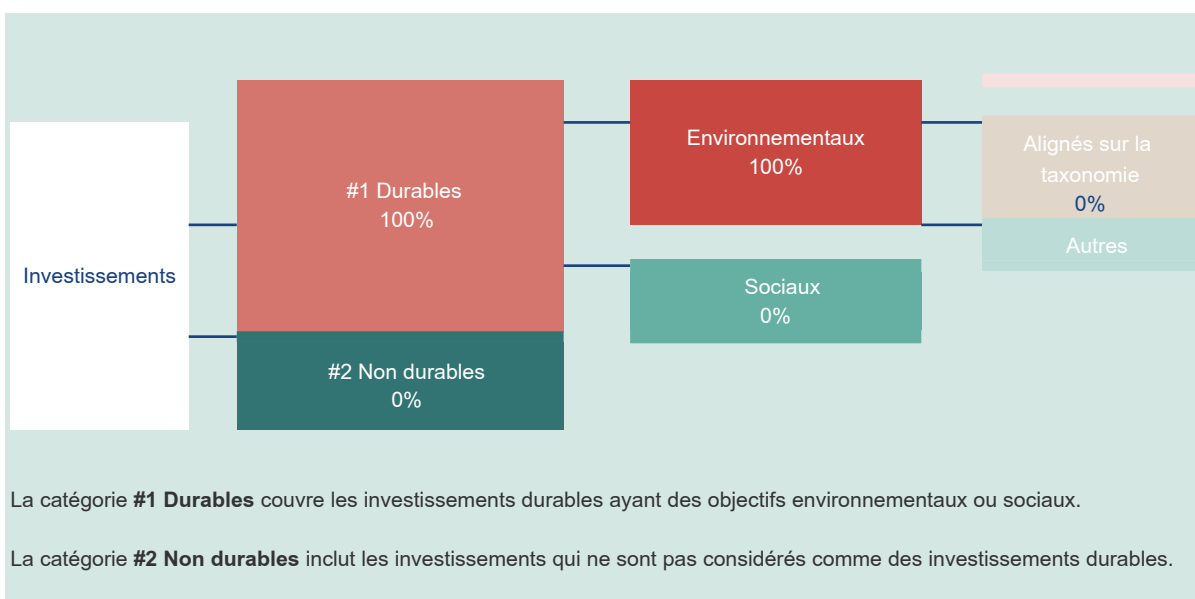 Investissements
#1 Durables
100%
#2 Non durables
0%
Environnementaux
100%
Sociaux
0%
Alignés sur la
taxonomie
0%
Autres
La catégorie #1 Durables couvre les investissements durables ayant des objectifs environnementaux ou sociaux.
La catégorie #2 Non durables inclut les investissements qui ne sont pas considérés comme des investissements durables.